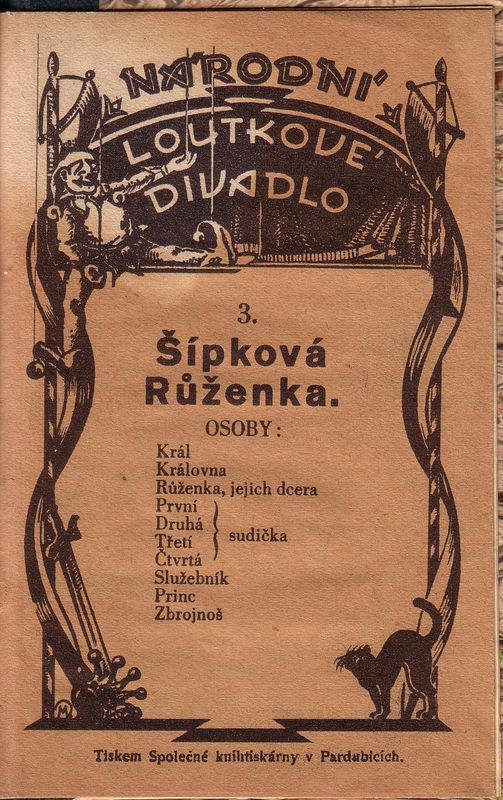 NÁRODNÍ
LOUTKOVÉ
DIVADLO
3.
Šípková
Růženka.
OSOBY:
Král
Královna
Růženka, jejich dcera
První
Druhá
Třetí
Čtvrtá
sudička
Služebník
Princ
Zbrojnoš
M
Tiskem Společné knihtiskárny v Pardubicích.